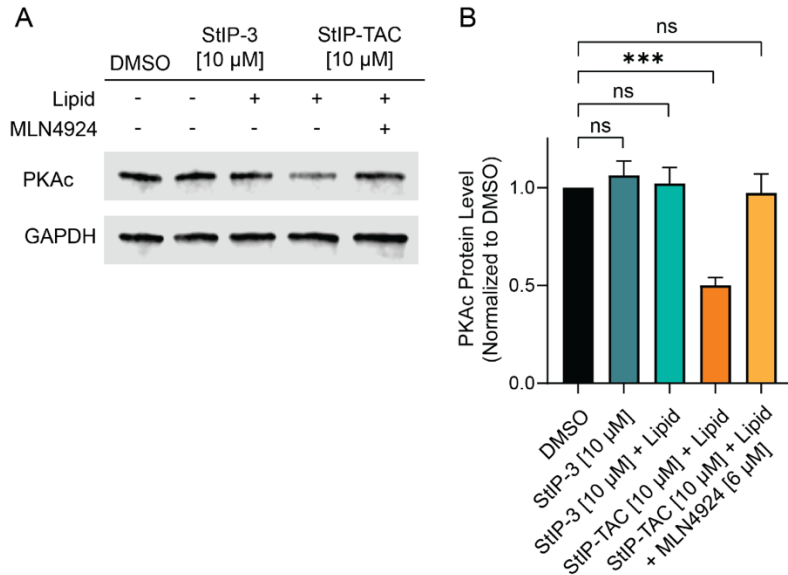 A
DMSO
StIP-3
[10 µM]
StIP-TAC
[10 µM]
Lipid - - + + +
MLN4924 - - - - +
PKAc
GAPDH
B
ns
***
ns
ns
PKAc Protein Level
(Normalized to DMSO)
1.0
0.5
0.0
DMSO
StIP-3 [10 µM]
StIP-3 [10 µM] + Lipid
StIP-TAC [10 µM] + Lipid
StIP-TAC [10 µM] + Lipid
+ MLN4924 [6 µM]